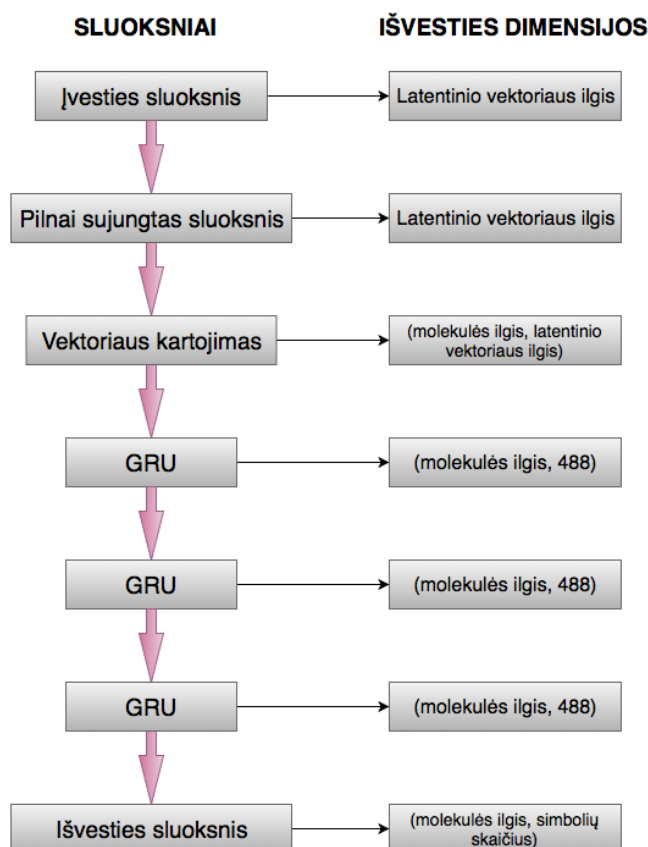 SLUOKSNIAI
IŠVESTIES DIMENSIJOS
Įvesties sluoksnis
Latentinio vektoriaus ilgis
Pilnai sujungtas sluoksnis
Latentinio vektoriaus ilgis
Vektoriaus kartojimas
(molekulės ilgis, latentinio
vektoriaus ilgis)
GRU
(molekulės ilgis, 488)
GRU
(molekulės ilgis, 488)
GRU
(molekulės ilgis, 488)
Išvesties sluoksnis
(molekulės ilgis, simbolių
skaičius)